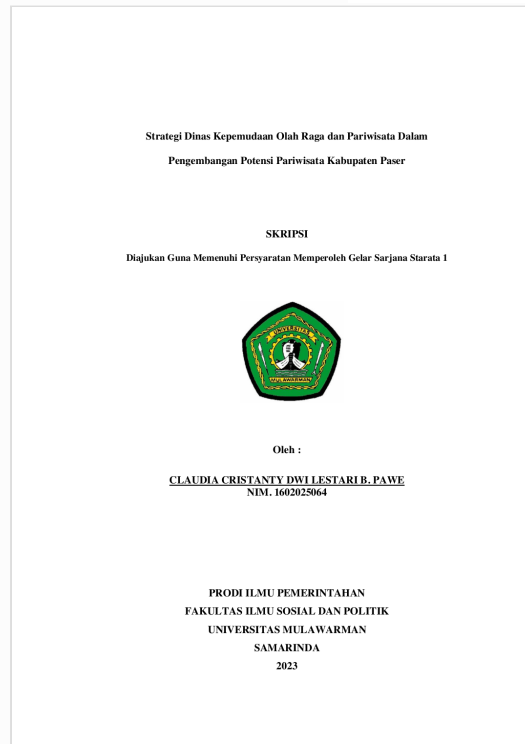 Strategi Dinas Kepemudaan Olah Raga dan Pariwisata Dalam
Pengembangan Potensi Pariwisata Kabupaten Paser
SKRIPSI
Diajukan Guna Memenuhi Persyaratan Memperoleh Gelar Sarjana Starata 1
UNIVERSITAS
MULAWARMAN
Oleh :
CLAUDIA CRISTANTY DWI LESTARI B. PAWE
NIM. 1602025064
PRODI ILMU PEMERINTAHAN
FAKULTAS ILMU SOSIAL DAN POLITIK
UNIVERSITAS MULAWARMAN
SAMARINDA
2023